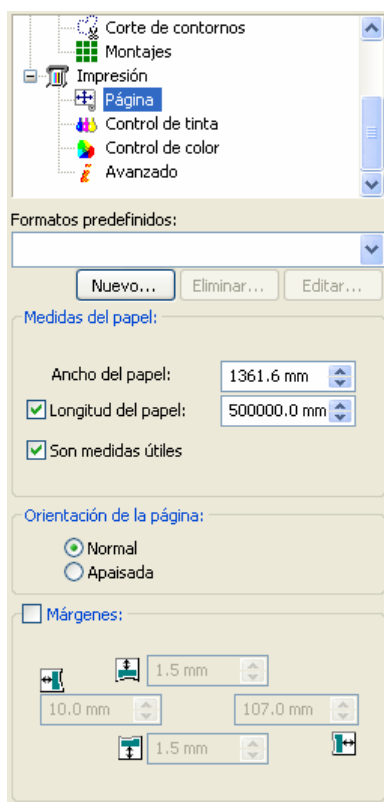 Corte de contornos
Montajes
Impresión
Página
Control de tinta
Control de color
Avanzado
Formatos predefinidos:
Nuevo... Eliminar... Editar...
Medidas del papel:
Ancho del papel: 1361.6 mm
Longitud del papel: 500000.0 mm
Son medidas útiles
Orientación de la página:
Normal
Apaisada
Márgenes:
1.5 mm
10.0 mm 107.0 mm
1.5 mm